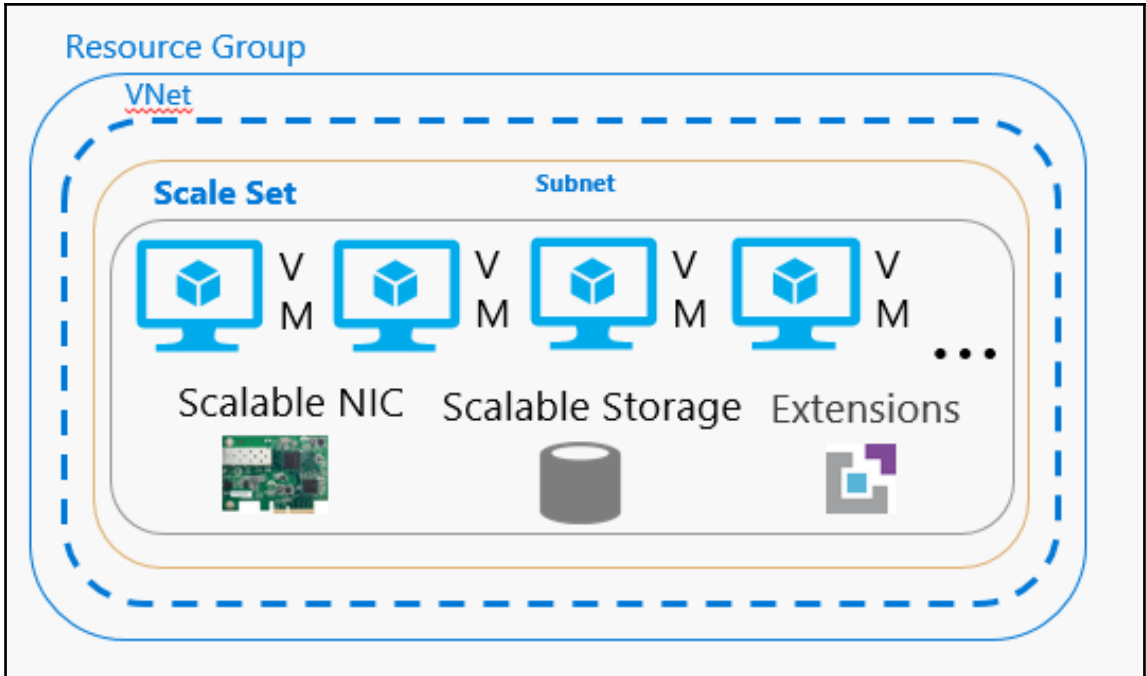 Resource Group
VNet
Scale Set
Subnet
V
M
V
M
V
M
V
M
...
Scalable NIC
Scalable Storage
Extensions